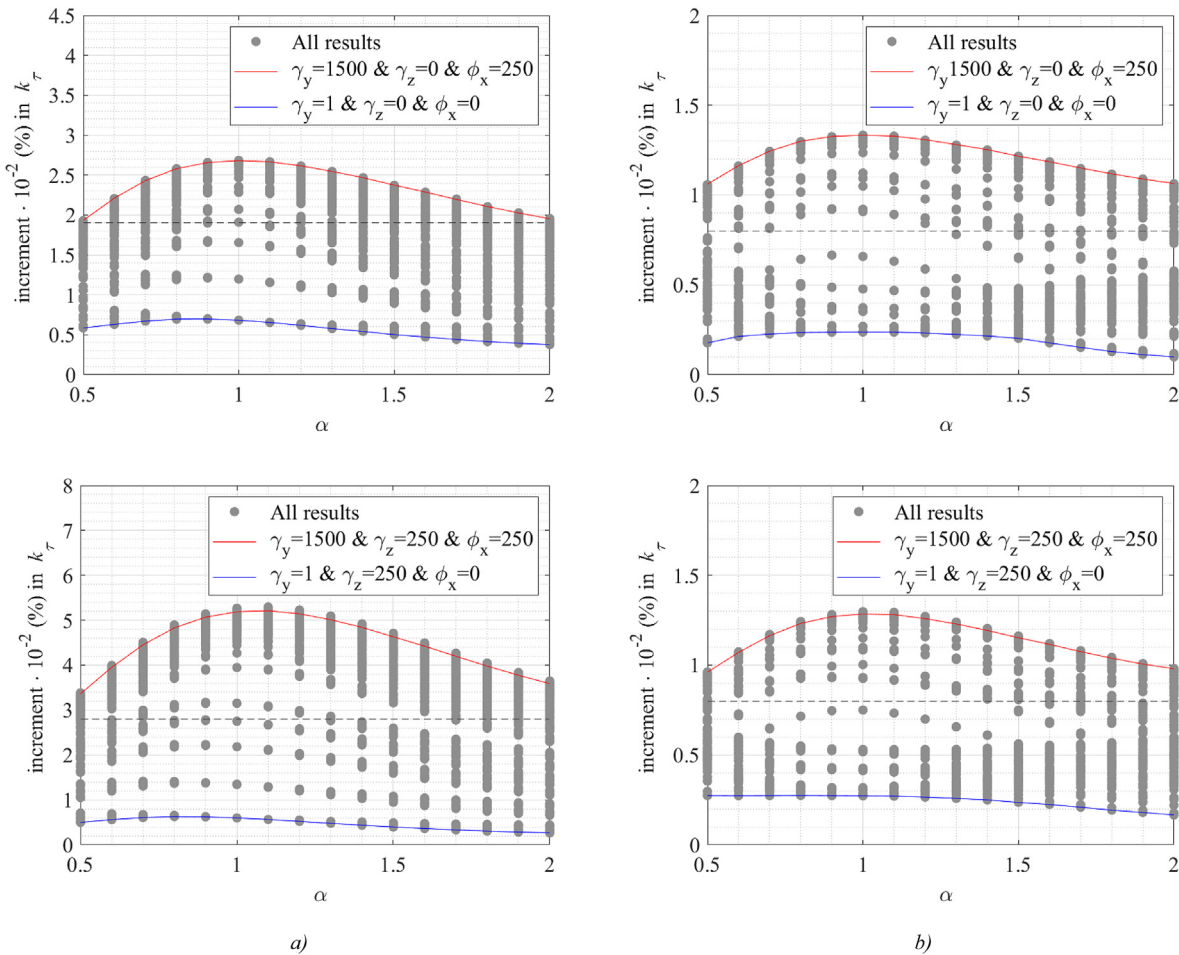 4.5
4
3.5
3
2.5
2
1.5
1
0.5
0
0.5
1
1.5
2
α
increment · 10⁻² (%) in k_τ
All results
γ_y=1500 & γ_z=0 & ϕ_x=250
γ_y=1 & γ_z=0 & ϕ_x=0
2
1.5
1
0.5
0
0.5
1
1.5
2
α
increment · 10⁻² (%) in k_τ
All results
γ_y1500 & γ_z=0 & ϕ_x=250
γ_y=1 & γ_z=0 & ϕ_x=0
8
7
6
5
4
3
2
1
0
0.5
1
1.5
2
α
increment · 10⁻² (%) in k_τ
All results
γ_y=1500 & γ_z=250 & ϕ_x=250
γ_y=1 & γ_z=250 & ϕ_x=0
2
1.5
1
0.5
0
0.5
1
1.5
2
α
increment · 10⁻² (%) in k_τ
All results
γ_y=1500 & γ_z=250 & ϕ_x=250
γ_y=1 & γ_z=250 & ϕ_x=0
a)
b)